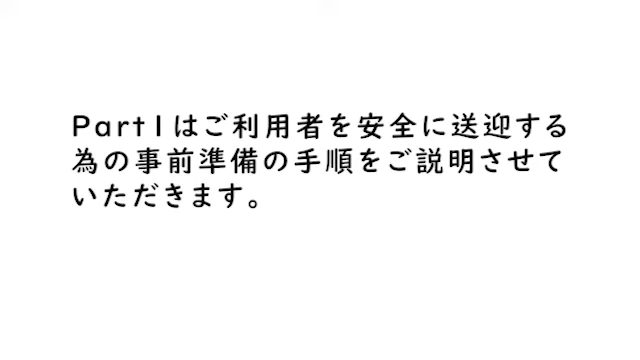 Part1はご利用者を安全に送迎する
為の事前準備の手順をご説明させて
いただきます。